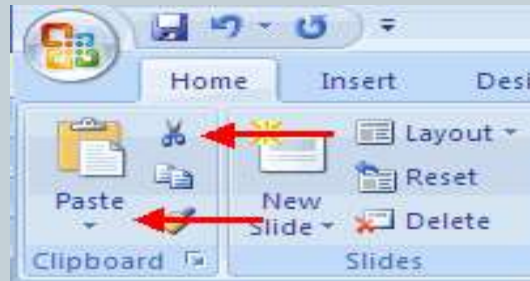 Home Insert Desi
Layout
Reset
Paste New
Slide Delete
Clipboard Slides